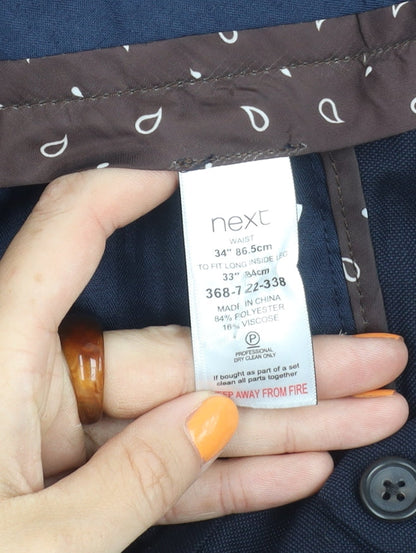 next
WAIST
34" 86.5cm
TO FIT LONG INSIDE LEG
33" 84cm
368-722-338
MADE IN CHINA
84% POLYESTER
16% VISCOSE
P
PROFESSIONAL
DRY CLEAN ONLY
if bought as part of a set
clean all parts together
KEEP AWAY FROM FIRE